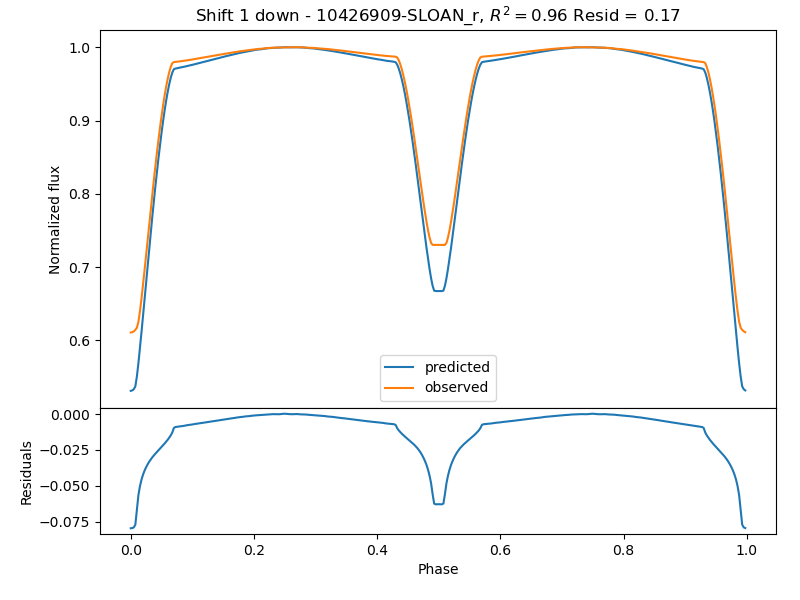 Shift 1 down - 10426909-SLOAN_r, R² = 0.96 Resid = 0.17
1.0
0.9
0.8
0.7
0.6
Normalized flux
predicted
observed
0.000
−0.025
−0.050
−0.075
Residuals
0.0 0.2 0.4 0.6 0.8 1.0
Phase